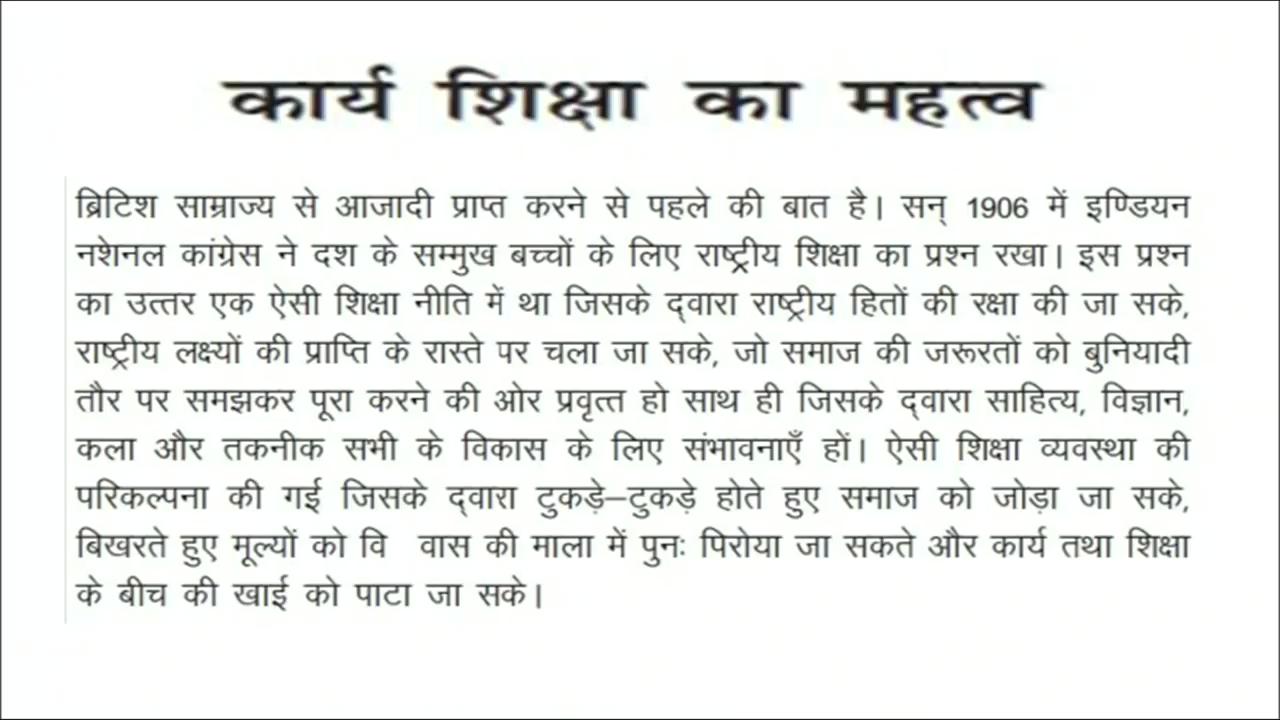 कार्य शिक्षा का महत्व
ब्रिटिश साम्राज्य से आजादी प्राप्त करने से पहले की बात है। सन् 1906 में इण्डियन
नशेनल कांग्रेस ने दश के सम्मुख बच्चों के लिए राष्ट्रीय शिक्षा का प्रश्न रखा। इस प्रश्न
का उत्तर एक ऐसी शिक्षा नीति में था जिसके द्वारा राष्ट्रीय हितों की रक्षा की जा सके,
राष्ट्रीय लक्ष्यों की प्राप्ति के रास्ते पर चला जा सके, जो समाज की जरूरतों को बुनियादी
तौर पर समझकर पूरा करने की ओर प्रवृत्त हो साथ ही जिसके द्वारा साहित्य, विज्ञान,
कला और तकनीक सभी के विकास के लिए संभावनाएँ हों। ऐसी शिक्षा व्यवस्था की
परिकल्पना की गई जिसके द्वारा टुकड़े–टुकड़े होते हुए समाज को जोड़ा जा सके,
बिखरते हुए मूल्यों को वि वास की माला में पुनः पिरोया जा सकते और कार्य तथा शिक्षा
के बीच की खाई को पाटा जा सके।